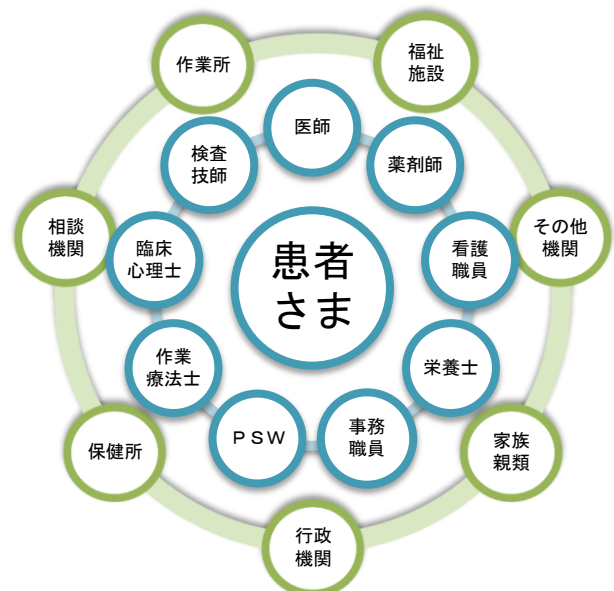 作業所
福祉
施設
医師
検査
技師
薬剤師
相談
機関
臨床
心理士
患者
さま
看護
職員
その他
機関
作業
療法士
栄養士
保健所
ＰＳＷ
事務
職員
家族
親類
行政
機関